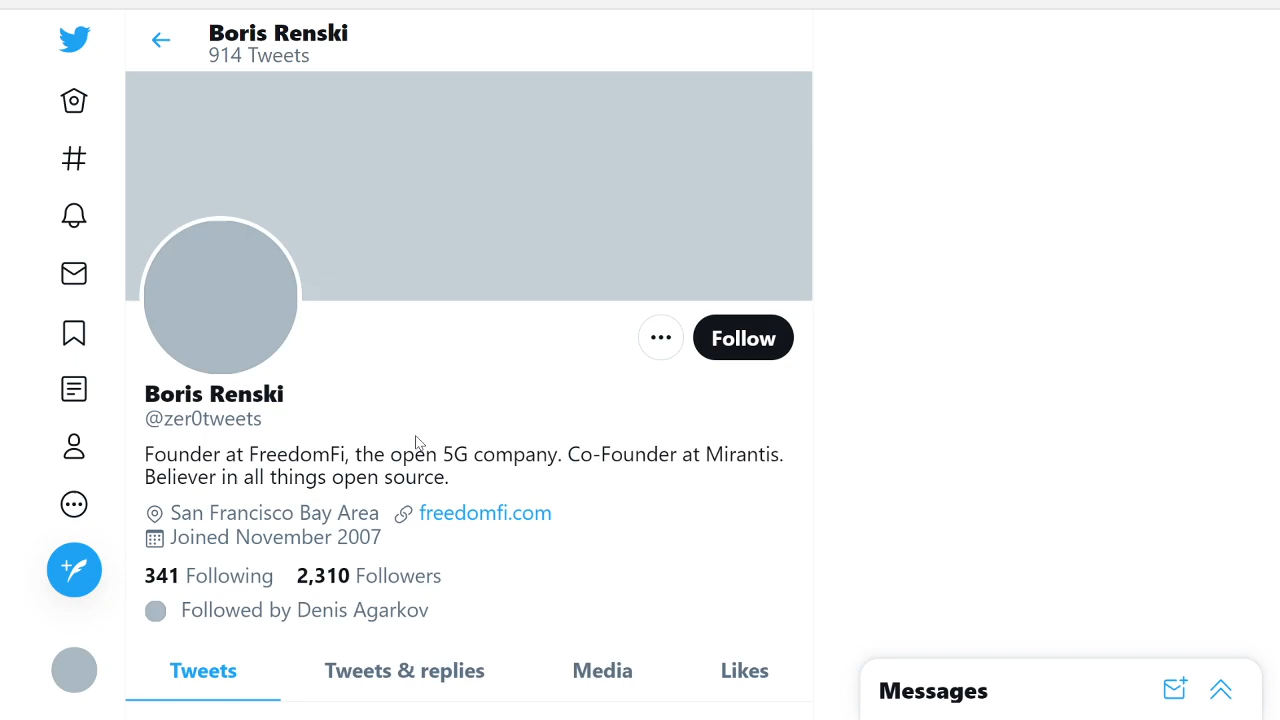 Boris Renski
914 Tweets
Follow
Boris Renski
@zer0tweets
Founder at FreedomFi, the open 5G company. Co-Founder at Mirantis.
Believer in all things open source.
San Francisco Bay Area freedomfi.com
Joined November 2007
341 Following 2,310 Followers
Followed by Denis Agarkov
Tweets Tweets & replies Media Likes
Messages